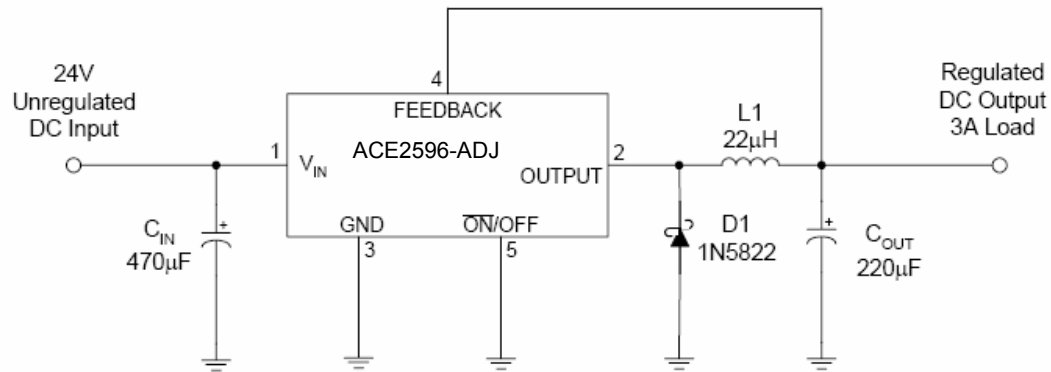 24V
Unregulated
DC Input
1
V_IN
4
FEEDBACK
ACE2596-ADJ
OUTPUT
2
GND
3
O̅N̅/OFF
5
C_IN
+
470μF
L1
22μH
D1
1N5822
+
C_OUT
220μF
Regulated
DC Output
3A Load